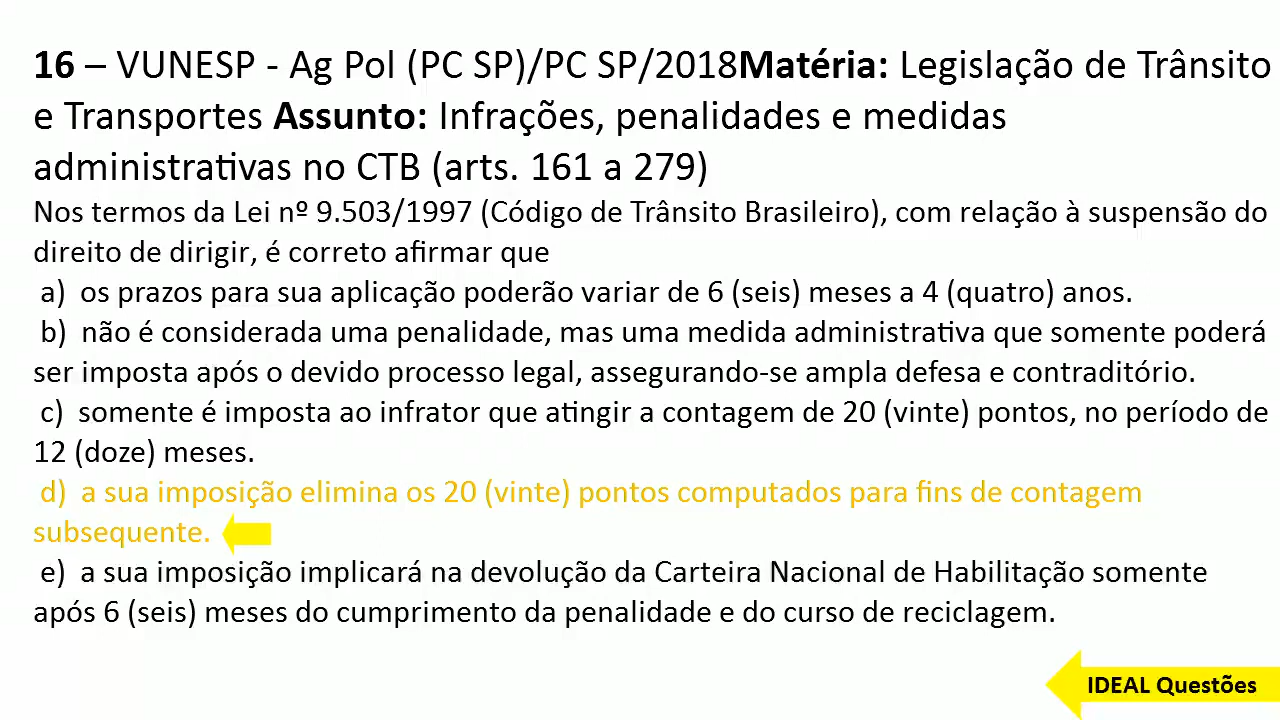 16 – VUNESP - Ag Pol (PC SP)/PC SP/2018Matéria: Legislação de Trânsito
e Transportes Assunto: Infrações, penalidades e medidas
administrativas no CTB (arts. 161 a 279)
Nos termos da Lei nº 9.503/1997 (Código de Trânsito Brasileiro), com relação à suspensão do
direito de dirigir, é correto afirmar que
a) os prazos para sua aplicação poderão variar de 6 (seis) meses a 4 (quatro) anos.
b) não é considerada uma penalidade, mas uma medida administrativa que somente poderá
ser imposta após o devido processo legal, assegurando-se ampla defesa e contraditório.
c) somente é imposta ao infrator que atingir a contagem de 20 (vinte) pontos, no período de
12 (doze) meses.
d) a sua imposição elimina os 20 (vinte) pontos computados para fins de contagem
subsequente.
e) a sua imposição implicará na devolução da Carteira Nacional de Habilitação somente
após 6 (seis) meses do cumprimento da penalidade e do curso de reciclagem.
IDEAL Questões